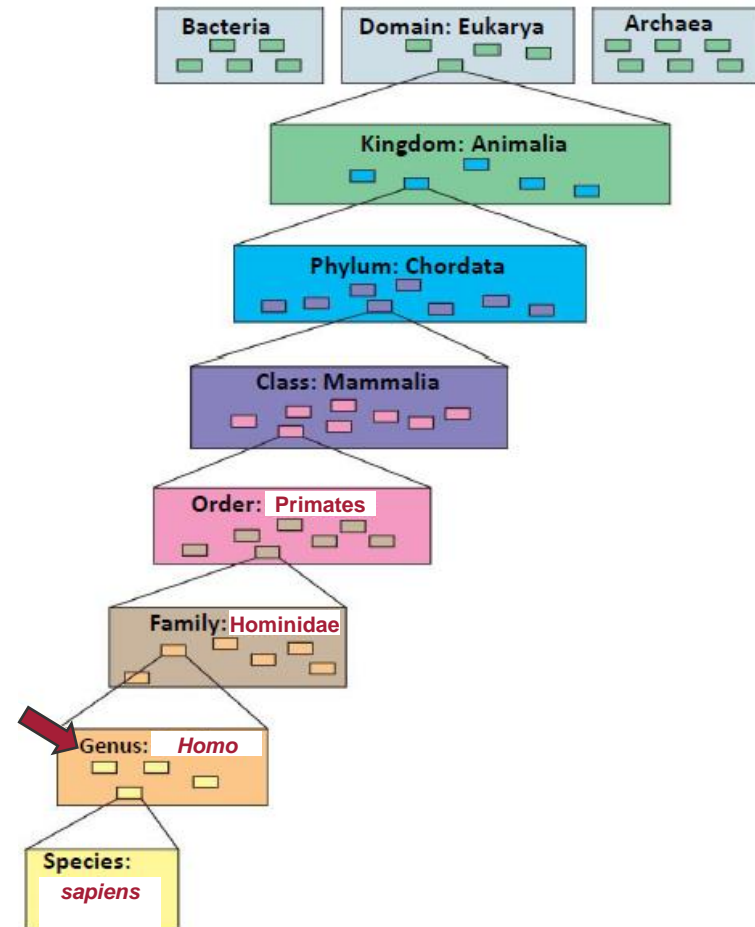 Bacteria
Domain: Eukarya
Archaea
Kingdom: Animalia
Phylum: Chordata
Class: Mammalia
Order: Primates
Family: Hominidae
Genus: Homo
Species:
sapiens